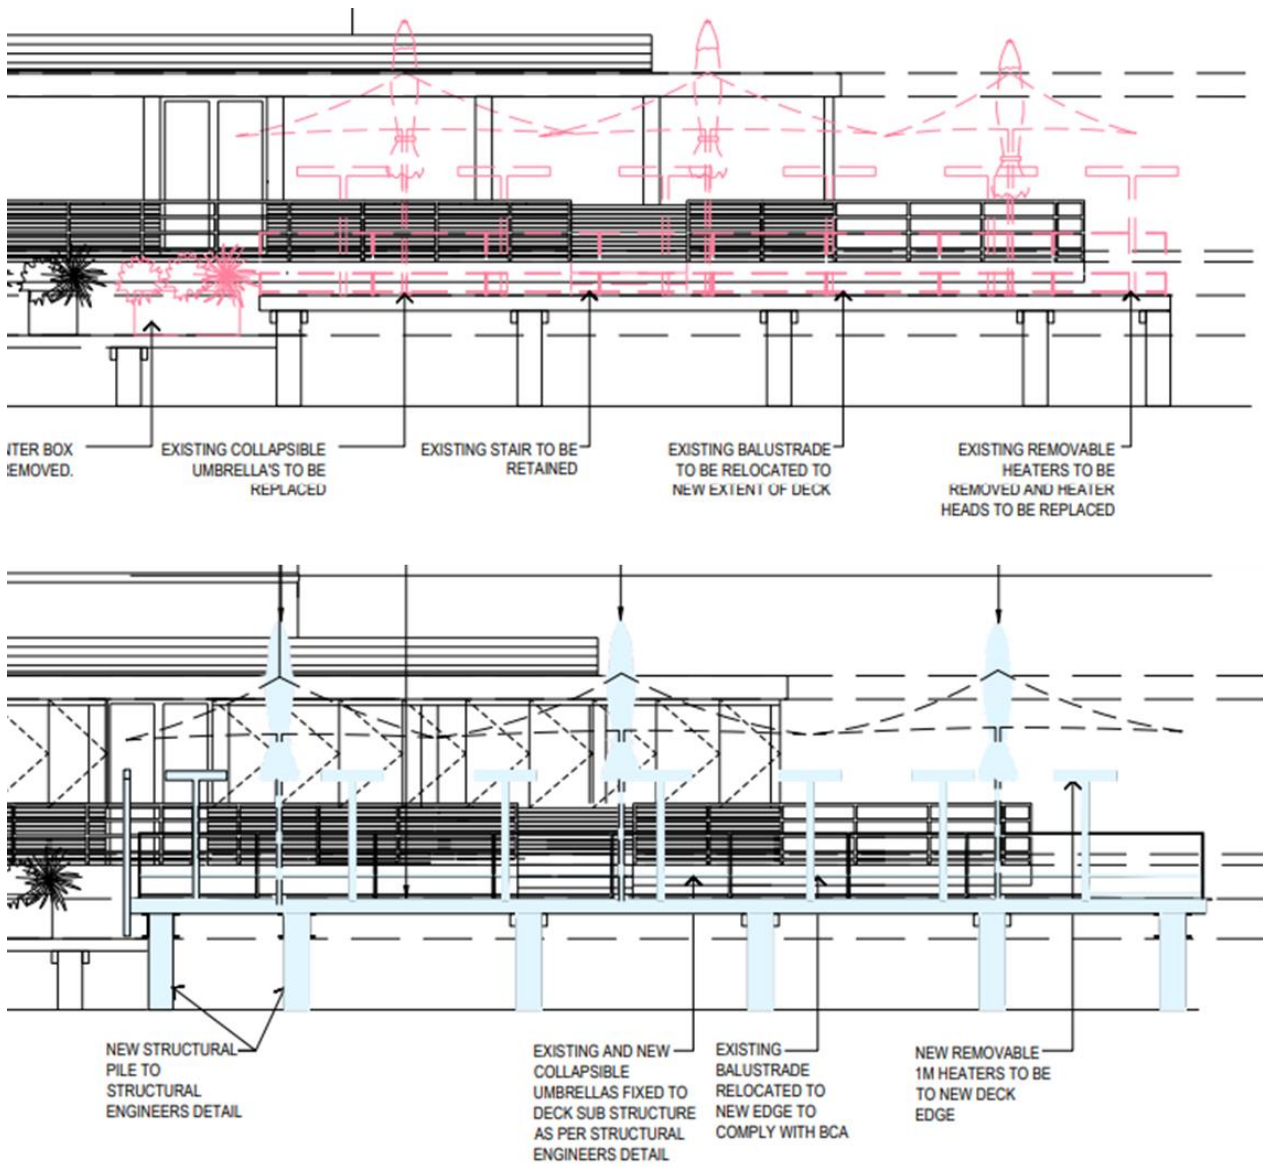 NTER BOX
REMOVED.
EXISTING COLLAPSIBLE
UMBRELLA'S TO BE
REPLACED
EXISTING STAIR TO BE
RETAINED
EXISTING BALUSTRADE
TO BE RELOCATED TO
NEW EXTENT OF DECK
EXISTING REMOVABLE
HEATERS TO BE
REMOVED AND HEATER
HEADS TO BE REPLACED
NEW STRUCTURAL
PILE TO
STRUCTURAL
ENGINEERS DETAIL
EXISTING AND NEW
COLLAPSIBLE
UMBRELLAS FIXED TO
DECK SUB STRUCTURE
AS PER STRUCTURAL
ENGINEERS DETAIL
EXISTING
BALUSTRADE
RELOCATED TO
NEW EDGE TO
COMPLY WITH BCA
NEW REMOVABLE
1M HEATERS TO BE
TO NEW DECK
EDGE